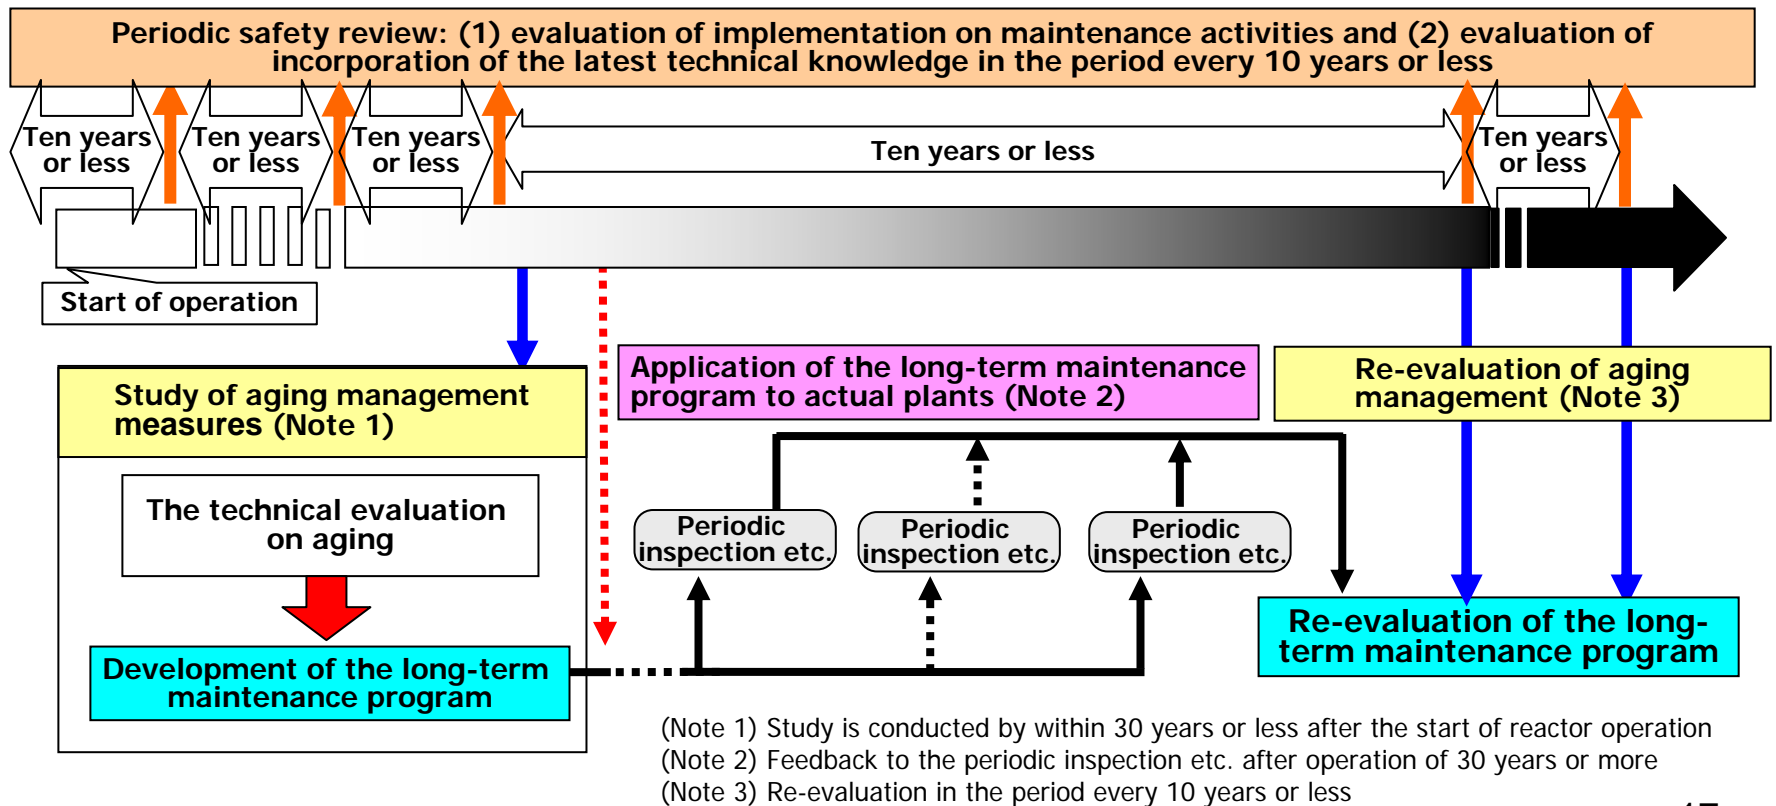 Periodic safety review: (1) evaluation of implementation on maintenance activities and (2) evaluation of
incorporation of the latest technical knowledge in the period every 10 years or less
Ten years
or less
Ten years
or less
Ten years
or less
Ten years or less
Ten years
or less
Start of operation
Study of aging management
measures (Note 1)
The technical evaluation
on aging
Development of the long-term
maintenance program
Application of the long-term maintenance
program to actual plants (Note 2)
Periodic
inspection etc.
Periodic
inspection etc.
Periodic
inspection etc.
Re-evaluation of aging
management (Note 3)
Re-evaluation of the long-
term maintenance program
(Note 1) Study is conducted by within 30 years or less after the start of reactor operation
(Note 2) Feedback to the periodic inspection etc. after operation of 30 years or more
(Note 3) Re-evaluation in the period every 10 years or less